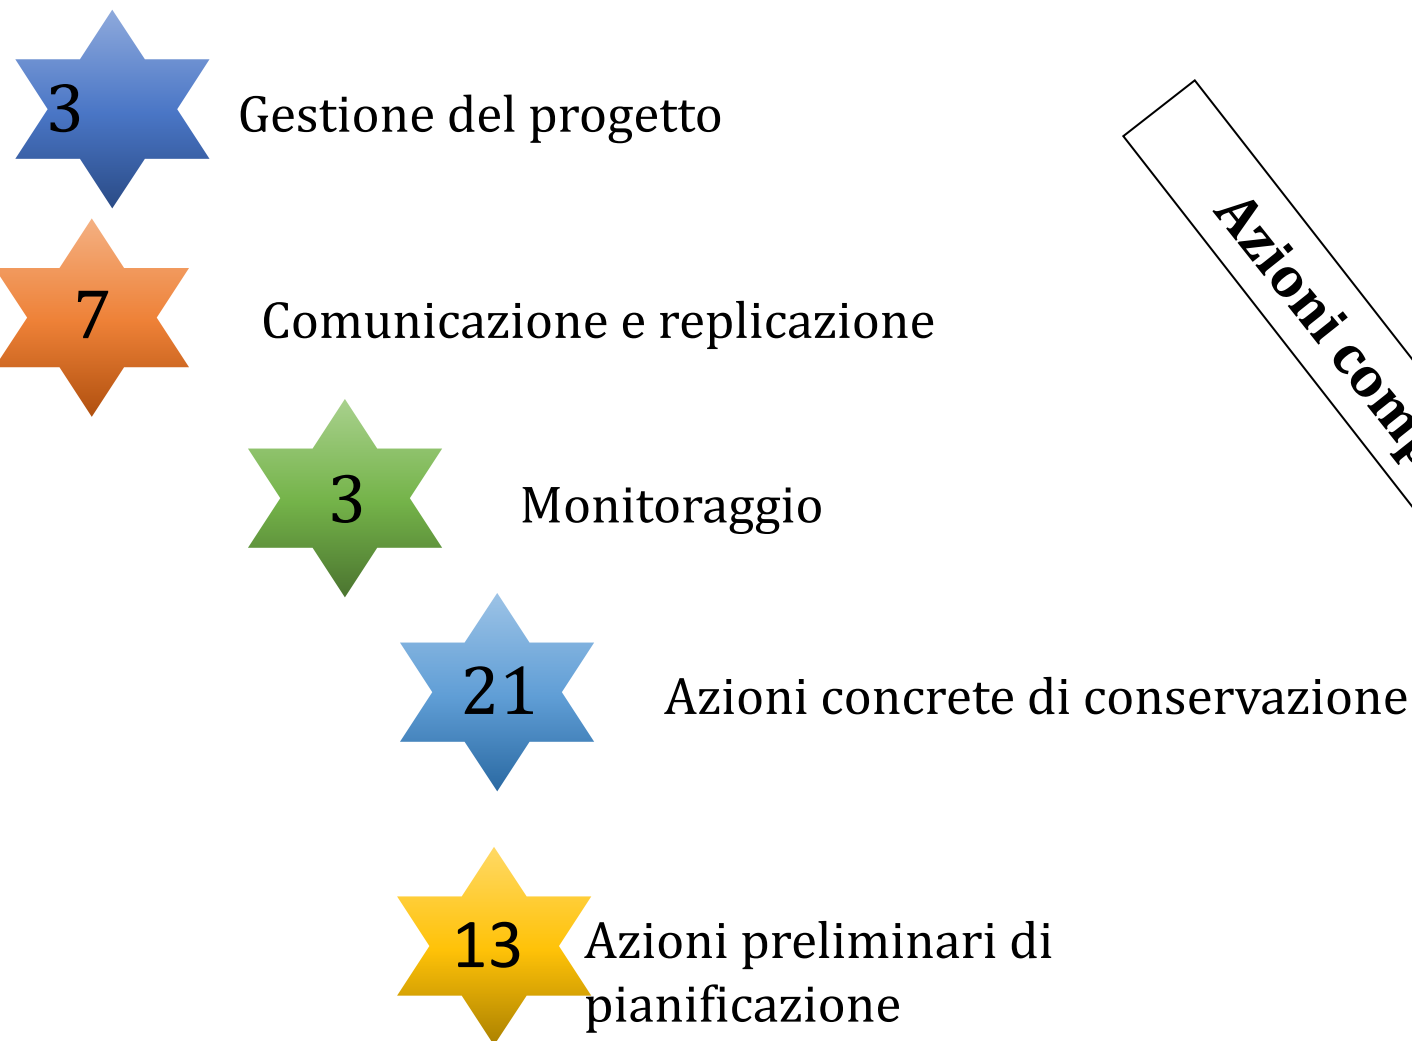 3
Gestione del progetto
7
Comunicazione e replicazione
3
Monitoraggio
21
Azioni concrete di conservazione
13
Azioni preliminari di
pianificazione
Azioni